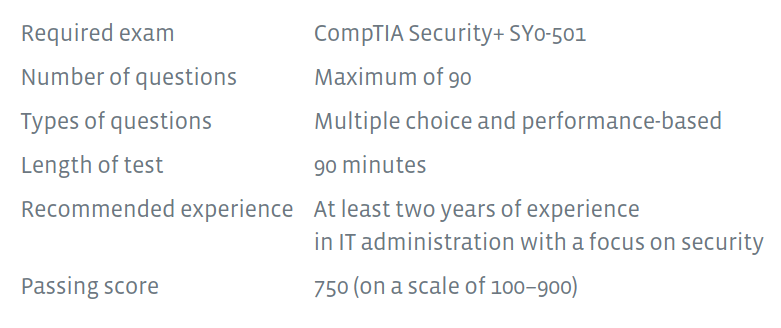 Required exam CompTIA Security+ SY0-501
Number of questions Maximum of 90
Types of questions Multiple choice and performance-based
Length of test 90 minutes
Recommended experience At least two years of experience
in IT administration with a focus on security
Passing score 750 (on a scale of 100–900)